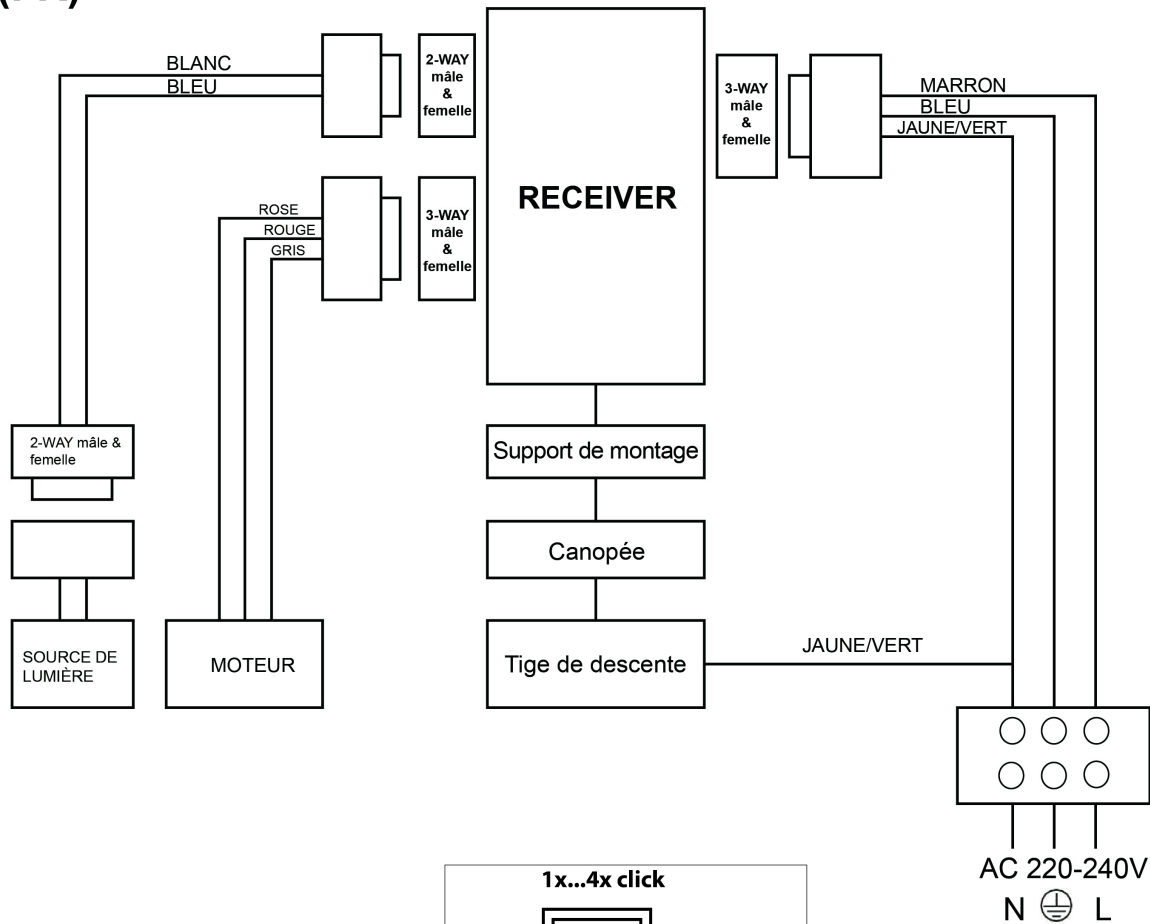 BLANC
BLEU
2-WAY
mâle
&
femelle
3-WAY
mâle
&
femelle
MARRON
BLEU
JAUNE/VERT
RECEIVER
ROSE
ROUGE
GRIS
3-WAY
mâle
&
femelle
2-WAY mâle &
femelle
Support de montage
Canopée
SOURCE DE
LUMIÈRE
MOTEUR
Tige de descente
JAUNE/VERT
AC 220-240V
N L
1x...4x click